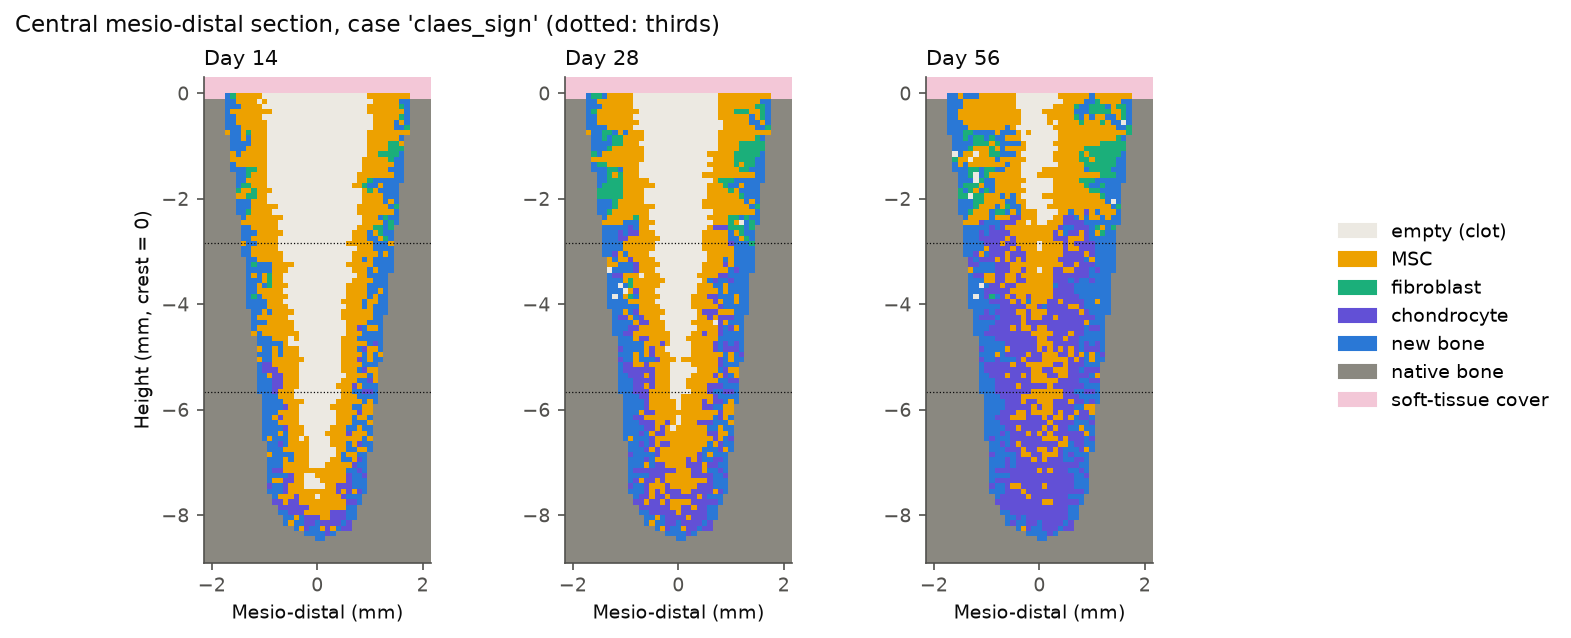 Central mesio-distal section, case 'claes_sign' (dotted: thirds)
Day 14
Day 28
Day 56
Height (mm, crest = 0)
0
−2
−4
−6
−8
0
−2
−4
−6
−8
0
−2
−4
−6
−8
−2 0 2
−2 0 2
−2 0 2
Mesio-distal (mm)
Mesio-distal (mm)
Mesio-distal (mm)
empty (clot)
MSC
fibroblast
chondrocyte
new bone
native bone
soft-tissue cover